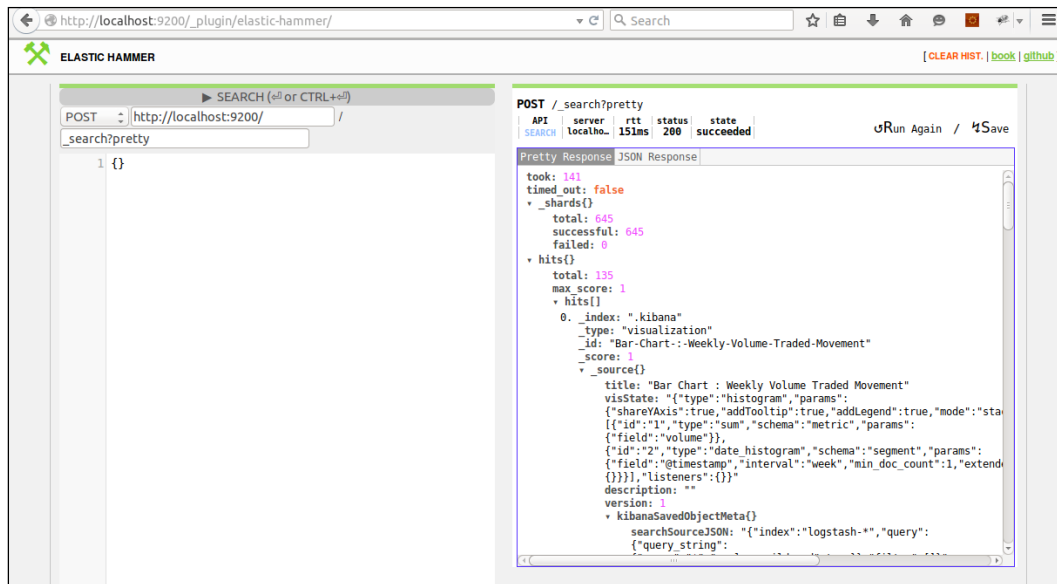 http://localhost:9200/_plugin/elastic-hammer/
Search
ELASTIC HAMMER
[ CLEAR HIST. | book | github ]
▶ SEARCH (⏎ or CTRL+⏎)
POST http://localhost:9200/ /
_search?pretty
1 {}
POST /_search?pretty
API server rtt status state
SEARCH localho… 151ms 200 succeeded
↺Run Again / ↯Save
Pretty Response JSON Response
took: 141
timed_out: false
▾ _shards{}
total: 645
successful: 645
failed: 0
▾ hits{}
total: 135
max_score: 1
▾ hits[]
0. _index: ".kibana"
_type: "visualization"
_id: "Bar-Chart-:-Weekly-Volume-Traded-Movement"
_score: 1
▾ _source{}
title: "Bar Chart : Weekly Volume Traded Movement"
visState: "{"type":"histogram","params":
{"shareYAxis":true,"addTooltip":true,"addLegend":true,"mode":"stac
[{"id":"1","type":"sum","schema":"metric","params":
{"field":"volume"}},
{"id":"2","type":"date_histogram","schema":"segment","params":
{"field":"@timestamp","interval":"week","min_doc_count":1,"extende
{}}}],"listeners":{}}"
description: ""
version: 1
▾ kibanaSavedObjectMeta{}
searchSourceJSON: "{"index":"logstash-*","query":
{"query_string":